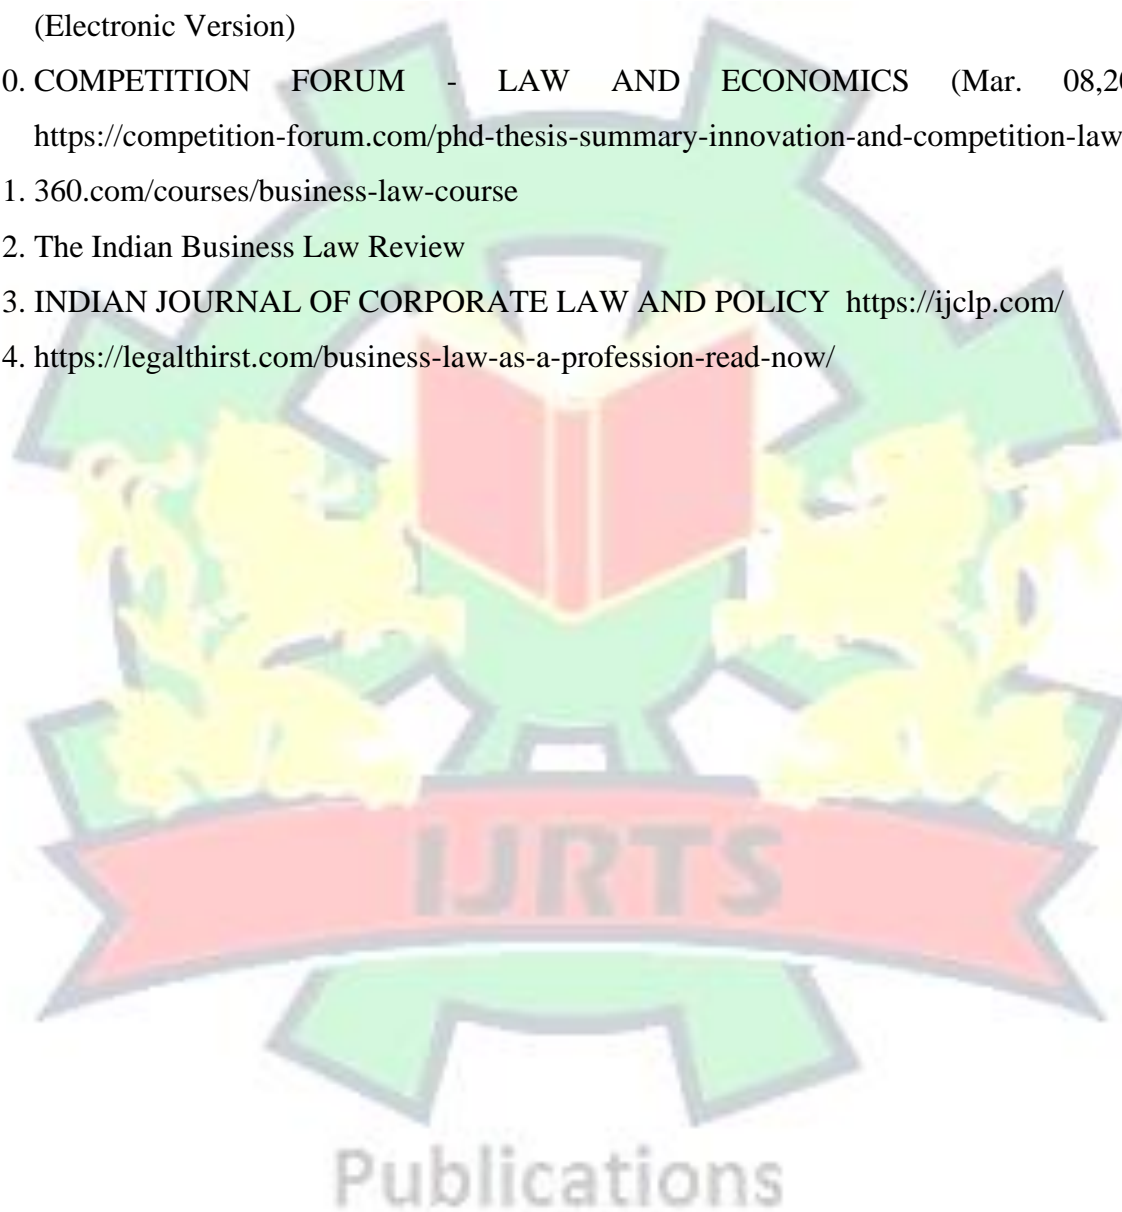 (Electronic Version)
0. COMPETITION FORUM - LAW AND ECONOMICS (Mar. 08,20
https://competition-forum.com/phd-thesis-summary-innovation-and-competition-law
1. 360.com/courses/business-law-course
2. The Indian Business Law Review
3. INDIAN JOURNAL OF CORPORATE LAW AND POLICY https://ijclp.com/
4. https://legalthirst.com/business-law-as-a-profession-read-now/
IJRTS
Publications